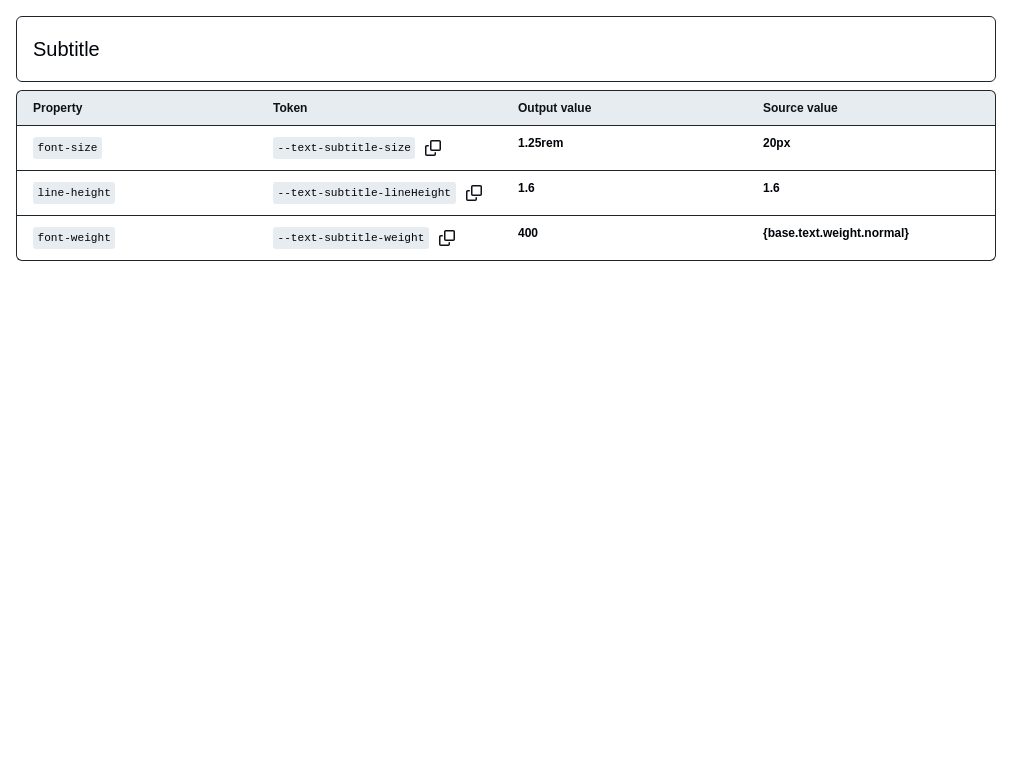 Subtitle
Property Token Output value Source value
font-size --text-subtitle-size 1.25rem 20px
line-height --text-subtitle-lineHeight 1.6 1.6
font-weight --text-subtitle-weight 400 {base.text.weight.normal}